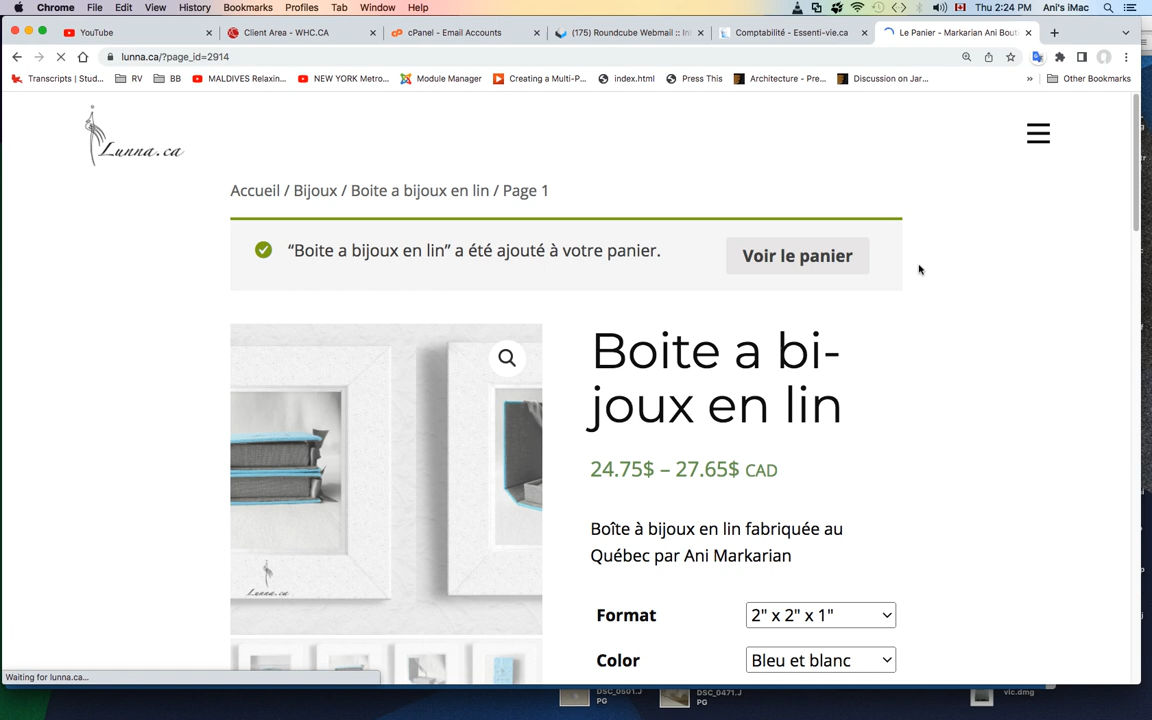 Chrome File Edit View History Bookmarks Profiles Tab Window Help
Thu 2:24 PM Ani's iMac
YouTube
Client Area - WHC.CA
cPanel - Email Accounts
(175) Roundcube Webmail :: In
Comptabilité - Essenti-vie.ca
Le Panier - Markarian Ani Bout
lunna.ca/?page_id=2914
Transcripts | Stud...
RV
BB
MALDIVES Relaxin...
NEW YORK Metro...
Module Manager
Creating a Multi-P...
index.html
Press This
Architecture - Pre...
Discussion on Jar...
»
Other Bookmarks
Lunna.ca
Accueil / Bijoux / Boite a bijoux en lin / Page 1
“Boite a bijoux en lin” a été ajouté à votre panier.
Voir le panier
Boite a bi-
joux en lin
24.75$ – 27.65$ CAD
Boîte à bijoux en lin fabriquée au
Québec par Ani Markarian
Lunna.ca
Format
2" x 2" x 1"
Color
Bleu et blanc
Waiting for lunna.ca...
DSC_0501.J
PG
DSC_0471.J
PG
vlc.dmg